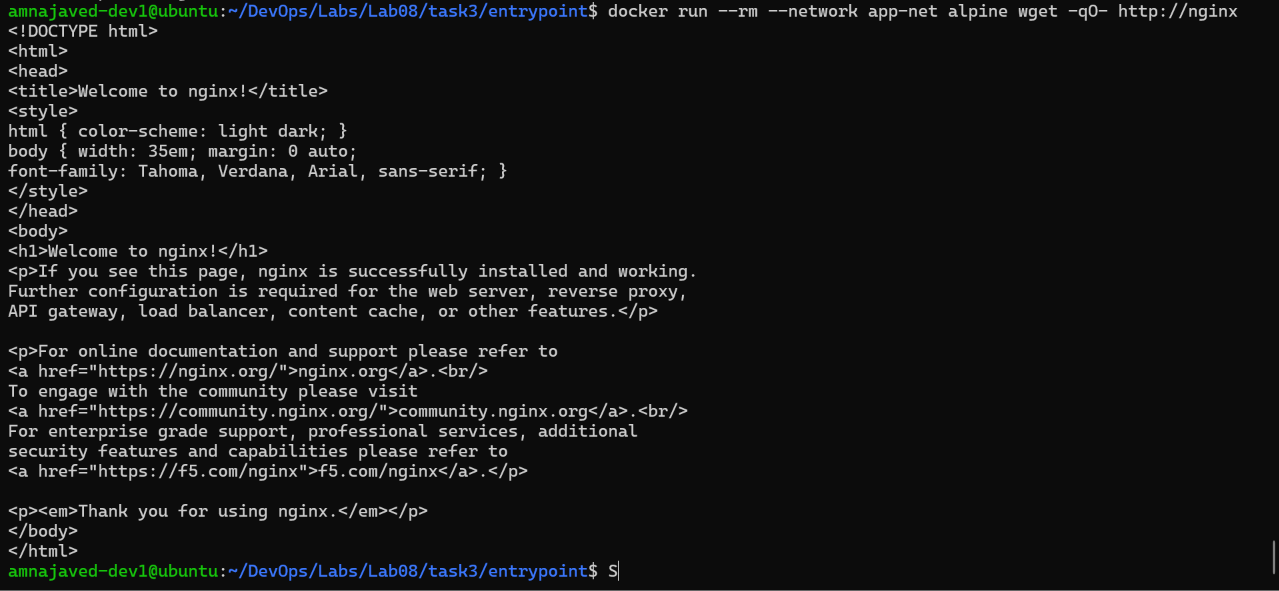 amnajaved-dev1@ubuntu:~/DevOps/Labs/Lab08/task3/entrypoint$ docker run --rm --network app-net alpine wget -qO- http://nginx
<!DOCTYPE html>
<html>
<head>
<title>Welcome to nginx!</title>
<style>
html { color-scheme: light dark; }
body { width: 35em; margin: 0 auto;
font-family: Tahoma, Verdana, Arial, sans-serif; }
</style>
</head>
<body>
<h1>Welcome to nginx!</h1>
<p>If you see this page, nginx is successfully installed and working.
Further configuration is required for the web server, reverse proxy,
API gateway, load balancer, content cache, or other features.</p>

<p>For online documentation and support please refer to
<a href="https://nginx.org/">nginx.org</a>.<br/>
To engage with the community please visit
<a href="https://community.nginx.org/">community.nginx.org</a>.<br/>
For enterprise grade support, professional services, additional
security features and capabilities please refer to
<a href="https://f5.com/nginx">f5.com/nginx</a>.</p>

<p><em>Thank you for using nginx.</em></p>
</body>
</html>
amnajaved-dev1@ubuntu:~/DevOps/Labs/Lab08/task3/entrypoint$ S